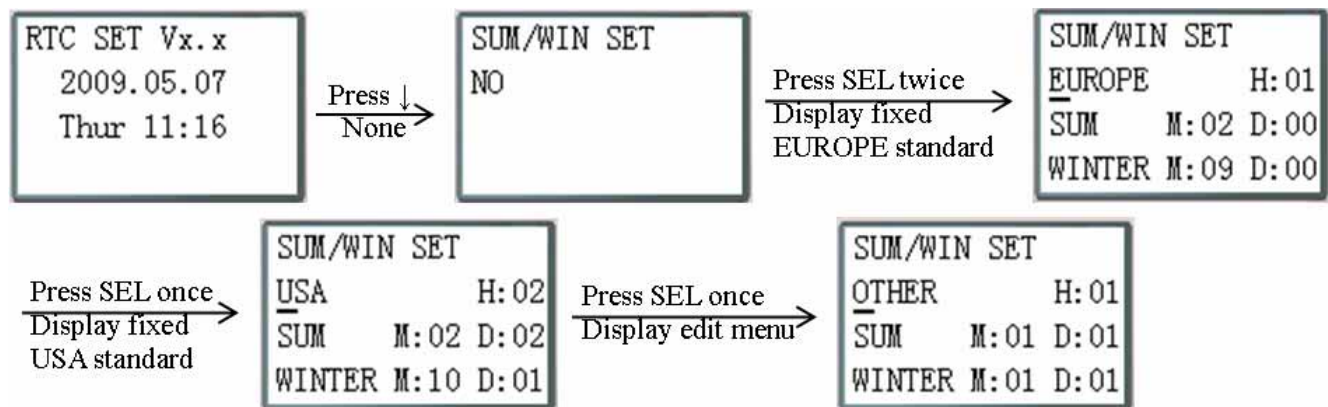 RTC SET Vx.x
2009.05.07
Thur 11:16
Press ↓
None
SUM/WIN SET
NO
Press SEL twice
Display fixed
EUROPE standard
SUM/WIN SET
EUROPE H:01
SUM M:02 D:00
WINTER M:09 D:00
Press SEL once
Display fixed
USA standard
SUM/WIN SET
USA H:02
SUM M:02 D:02
WINTER M:10 D:01
Press SEL once
Display edit menu
SUM/WIN SET
OTHER H:01
SUM M:01 D:01
WINTER M:01 D:01